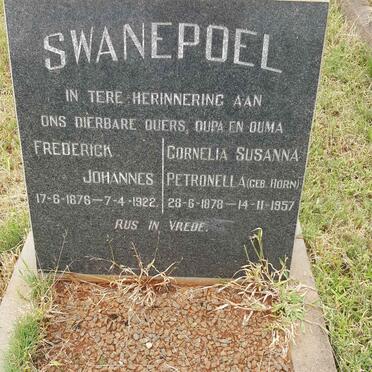 SWANEPOEL
IN TERE HERINNERING AAN
ONS DIERBARE OUERS, OUPA EN OUMA
FREDERICK
JOHANNES
17-6-1876-7-4-1922
CORNELIA SUSANNA
PETRONELLA (GEB. HORN)
28-6-1878-14-11-1957
RUS IN VREDE.